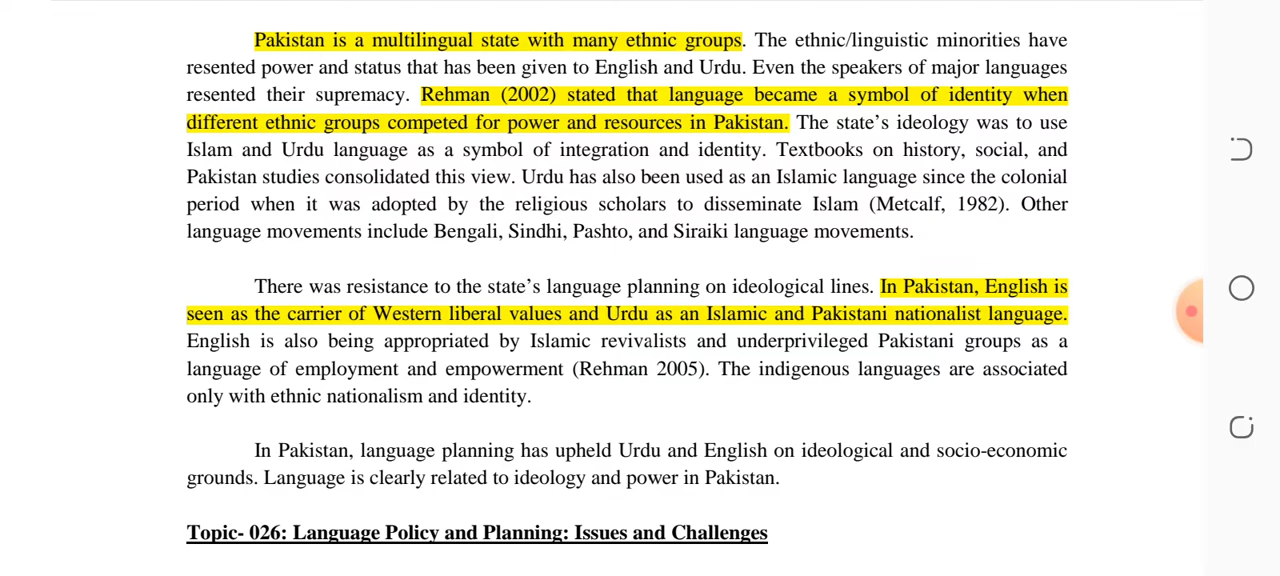 Pakistan is a multilingual state with many ethnic groups. The ethnic/linguistic minorities have
resented power and status that has been given to English and Urdu. Even the speakers of major languages
resented their supremacy. Rehman (2002) stated that language became a symbol of identity when
different ethnic groups competed for power and resources in Pakistan. The state's ideology was to use
Islam and Urdu language as a symbol of integration and identity. Textbooks on history, social, and
Pakistan studies consolidated this view. Urdu has also been used as an Islamic language since the colonial
period when it was adopted by the religious scholars to disseminate Islam (Metcalf, 1982). Other
language movements include Bengali, Sindhi, Pashto, and Siraiki language movements.
There was resistance to the state's language planning on ideological lines. In Pakistan, English is
seen as the carrier of Western liberal values and Urdu as an Islamic and Pakistani nationalist language.
English is also being appropriated by Islamic revivalists and underprivileged Pakistani groups as a
language of employment and empowerment (Rehman 2005). The indigenous languages are associated
only with ethnic nationalism and identity.
In Pakistan, language planning has upheld Urdu and English on ideological and socio-economic
grounds. Language is clearly related to ideology and power in Pakistan.
Topic- 026: Language Policy and Planning: Issues and Challenges